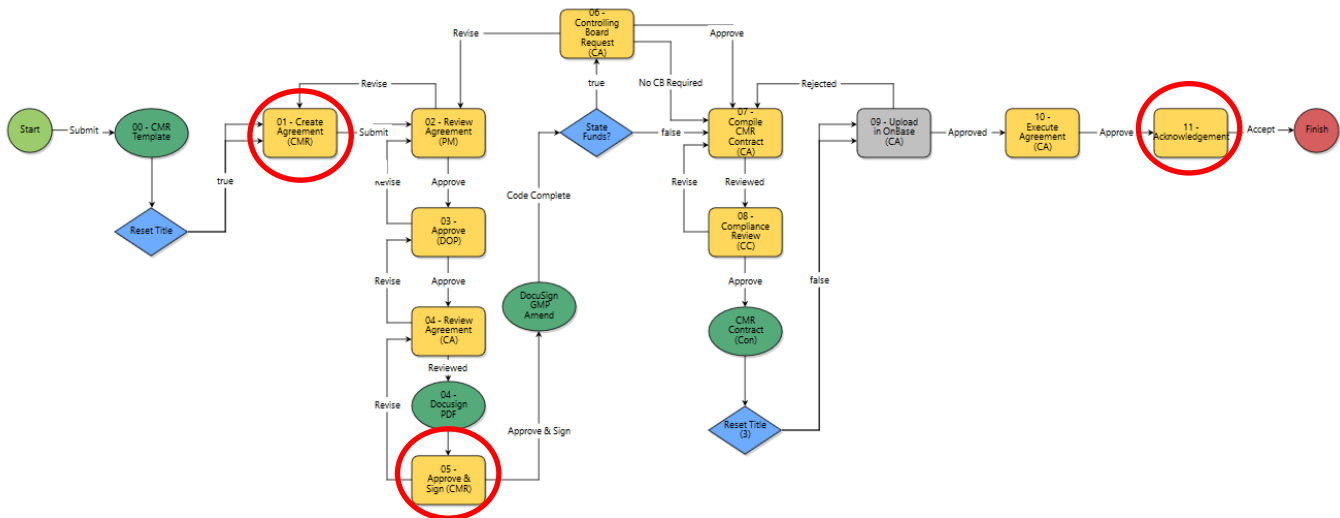 06 -
Controlling
Board
Request
(CA)
Revise
Approve
true
No CB Required
Rejected
Revise
Start
Submit
00 - CMR
Template
01 - Create
Agreement
(CMR)
Submit
02 - Review
Agreement
(PM)
State
Funds?
false
07 -
Compile
CMR
Contract
(CA)
09 - Upload
in OnBase
(CA)
Approved
10 -
Execute
Agreement
(CA)
Approve
11 -
Acknowledgement
Accept
Finish
true
Revise
Approve
Code Complete
Revise
Reviewed
Reset Title
03 -
Approve
(DOP)
08 -
Compliance
Review
(CC)
Revise
Approve
Approve
false
DocuSign
GMP
Amend
04 - Review
Agreement
(CA)
CMR
Contract
(Con)
Reviewed
Revise
04 -
Docusign
PDF
Approve & Sign
Reset Title
(3)
05 -
Approve &
Sign (CMR)